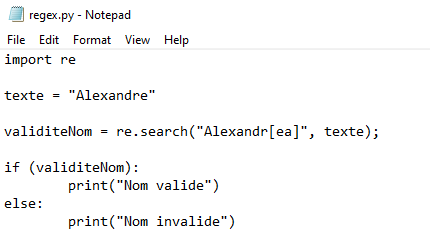 regex.py - Notepad
File Edit Format View Help
import re
texte = "Alexandre"
validiteNom = re.search("Alexandr[ea]", texte);
if (validiteNom):
        print("Nom valide")
else:
        print("Nom invalide")